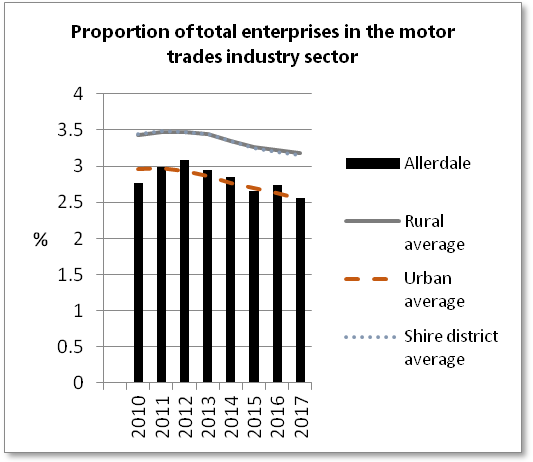 Proportion of total enterprises in the motor
trades industry sector
4
3.5
3
2.5
2
1.5
1
0.5
0
%
2010
2011
2012
2013
2014
2015
2016
2017
Allerdale
Rural
average
Urban
average
Shire district
average